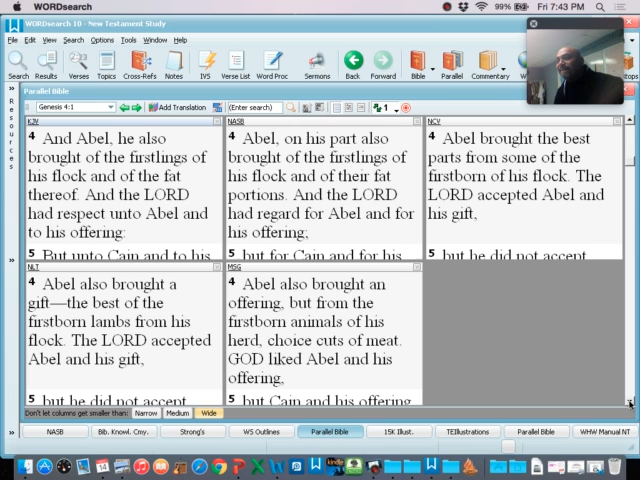 WORDsearch
99%
Fri 7:43 PM
WORDsearch 10 - New Testament Study
File Edit View Search Options Tools Window Help
Search Results Verses Topics Cross-Refs Notes IVS Verse List Word Proc Sermons Back Forward Bible Parallel Commentary
Parallel Bible
Genesis 4:1
Add Translation
(Enter search)
1
Resources
KJV
4 And Abel, he also
brought of the firstlings of
his flock and of the fat
thereof. And the LORD
had respect unto Abel and
to his offering:
5 But unto Cain and to his
NASB
4 Abel, on his part also
brought of the firstlings of
his flock and of their fat
portions. And the LORD
had regard for Abel and for
his offering;
5 but for Cain and for his
NCV
4 Abel brought the best
parts from some of the
firstborn of his flock. The
LORD accepted Abel and
his gift,
5 but he did not accept
NLT
4 Abel also brought a
gift—the best of the
firstborn lambs from his
flock. The LORD accepted
Abel and his gift,
5 but he did not accept
MSG
4 Abel also brought an
offering, but from the
firstborn animals of his
herd, choice cuts of meat.
GOD liked Abel and his
offering,
5 but Cain and his offering
Don't let columns get smaller than: Narrow Medium Wide
NASB Bib. Knowl. Cmy. Strong's WS Outlines Parallel Bible 15K Illust. TEIllustrations Parallel Bible WHW Manual NT